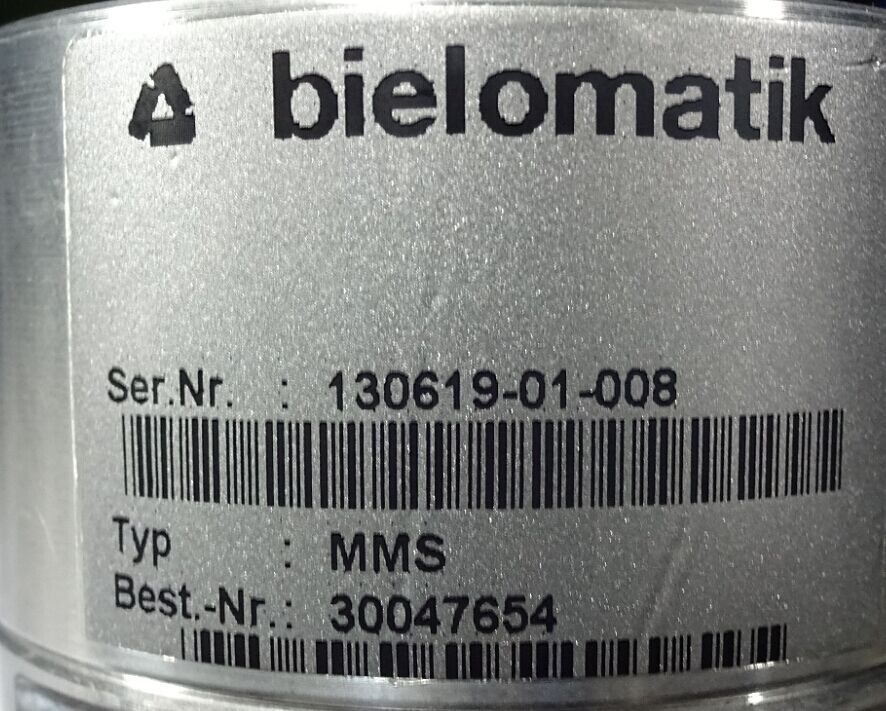 bielomatik
Ser.Nr. : 130619-01-008
Typ : MMS
Best.-Nr.: 30047654